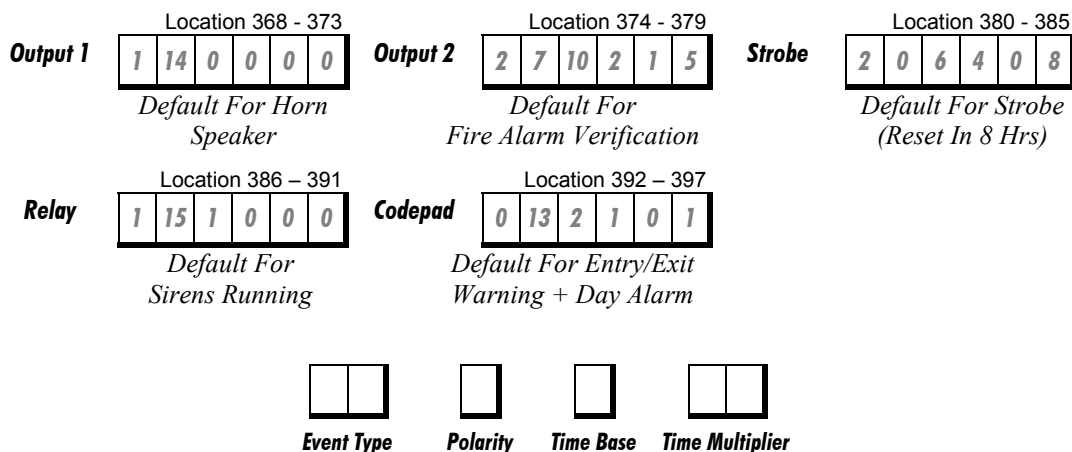 Location 368 - 373 Location 374 - 379 Location 380 - 385
Output 1 1 14 0 0 0 0 Output 2 2 7 10 2 1 5 Strobe 2 0 6 4 0 8
Default For Horn Default For Default For Strobe
Speaker Fire Alarm Verification (Reset In 8 Hrs)
Location 386 – 391 Location 392 – 397
Relay 1 15 1 0 0 0 Codepad 0 13 2 1 0 1
Default For Default For Entry/Exit
Sirens Running Warning + Day Alarm
Event Type Polarity Time Base Time Multiplier